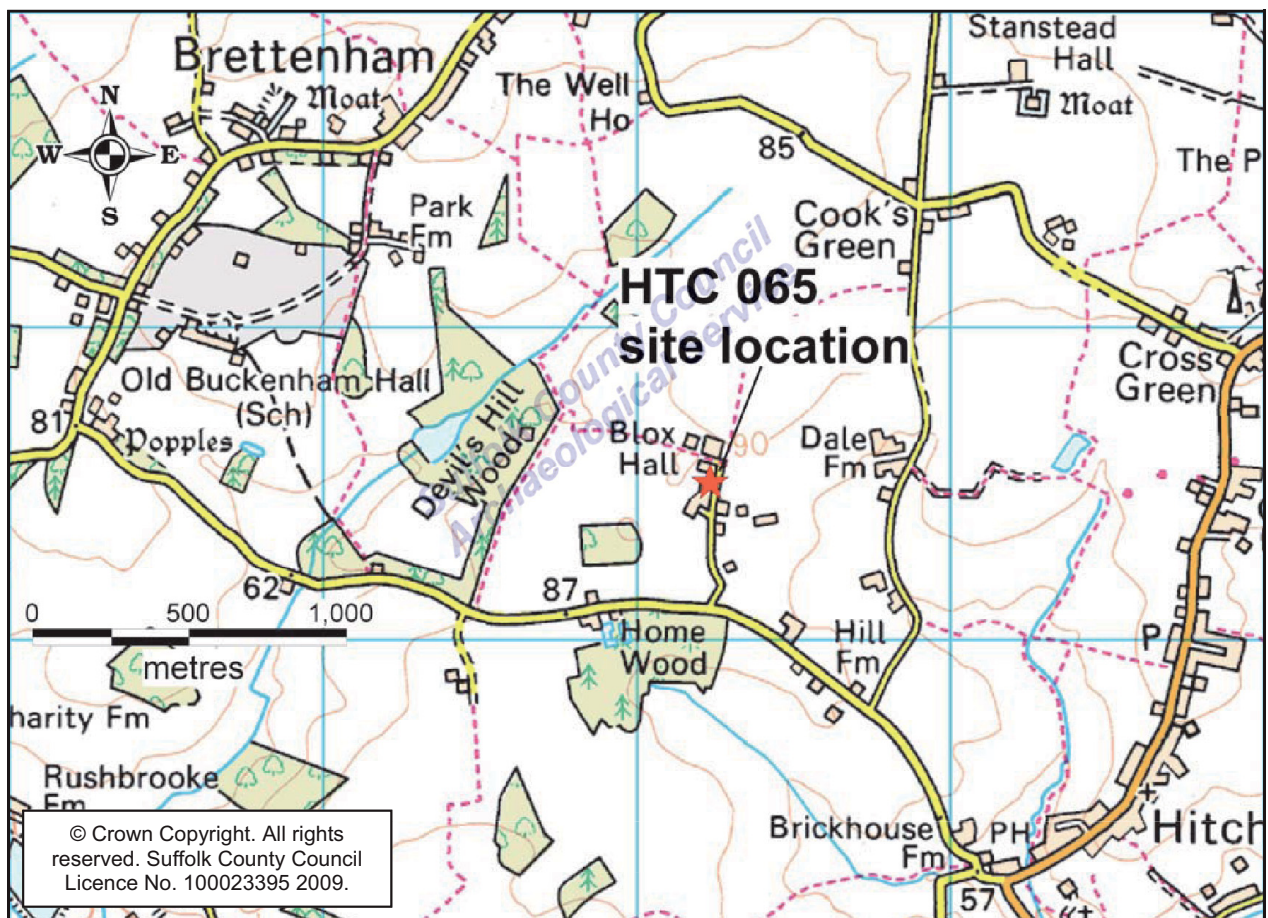 Stanstead
Hall
Moat
Brettenham
Moat
The Well
Ho
N
W
E
S
85
The P
Park
Fm
Cook's
Green
Suffolk County Council
Archaeological Service
HTC 065
site location
Old Buckenham Hall
(Sch)
Cross
Green
81
Popples
Devil's Hill
Wood
Blox
Hall
90
Dale
Fm
62
87
0 500 1,000
metres
Home
Wood
Hill
Fm
P
harity Fm
Rushbrooke
Fm
Brickhouse
Fm
PH
Hitch
57
© Crown Copyright. All rights
reserved. Suffolk County Council
Licence No. 100023395 2009.